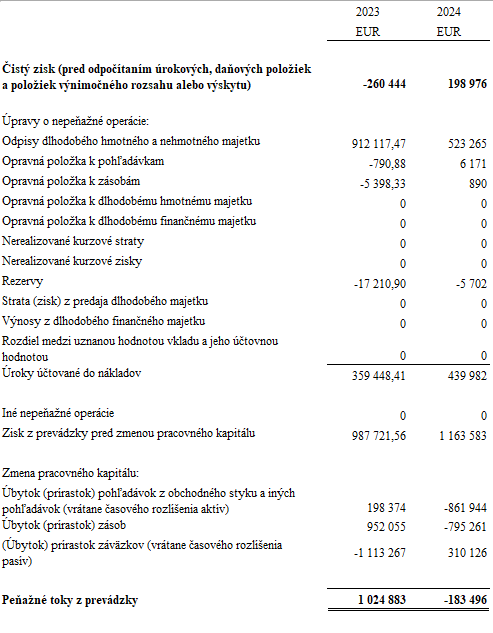 2023 2024
EUR EUR
Čistý zisk (pred odpočítaním úrokových, daňových položiek
a položiek výnimočného rozsahu alebo výskytu) -260 444 198 976
Úpravy o nepeňažné operácie:
Odpisy dlhodobého hmotného a nehmotného majetku 912 117,47 523 265
Opravná položka k pohľadávkam -790,88 6 171
Opravná položka k zásobám -5 398,33 890
Opravná položka k dlhodobému hmotnému majetku 0 0
Opravná položka k dlhodobému finančnému majetku 0 0
Nerealizované kurzové straty 0 0
Nerealizované kurzové zisky 0 0
Rezervy -17 210,90 -5 702
Strata (zisk) z predaja dlhodobého majetku 0 0
Výnosy z dlhodobého finančného majetku 0 0
Rozdiel medzi uznanou hodnotou vkladu a jeho účtovnou
hodnotou 0 0
Úroky účtované do nákladov 359 448,41 439 982
Iné nepeňažné operácie 0 0
Zisk z prevádzky pred zmenou pracovného kapitálu 987 721,56 1 163 583
Zmena pracovného kapitálu:
Úbytok (prírastok) pohľadávok z obchodného styku a iných
pohľadávok (vrátane časového rozlíšenia aktív) 198 374 -861 944
Úbytok (prírastok) zásob 952 055 -795 261
(Úbytok) prírastok záväzkov (vrátane časového rozlíšenia
pasív) -1 113 267 310 126
Peňažné toky z prevádzky 1 024 883 -183 496